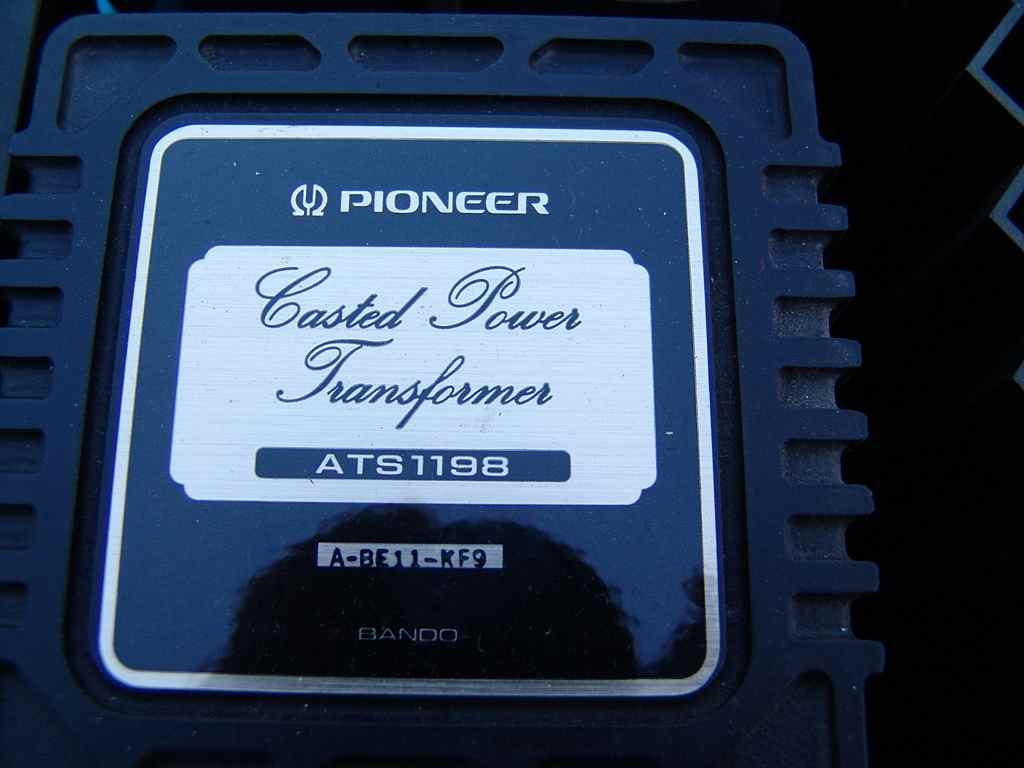 PIONEER
Casted Power
Transformer
ATS1198
A-BE11-KF9
BANDO